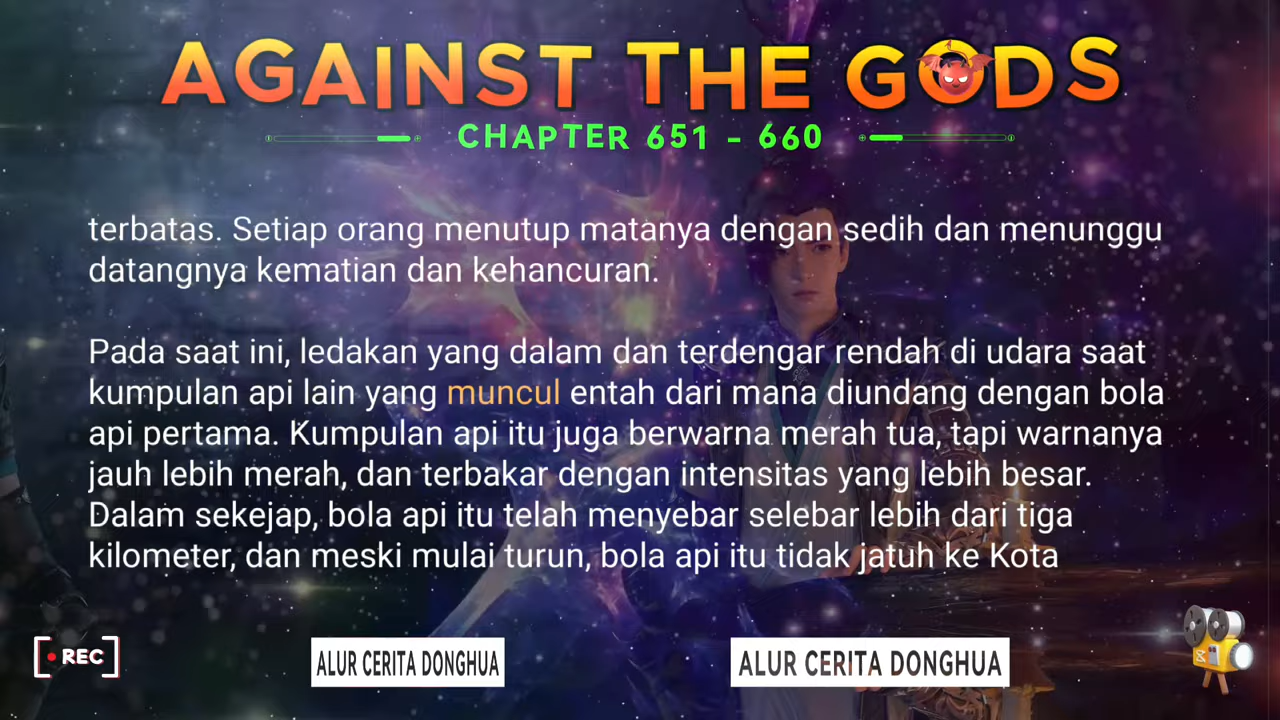 AGAINST THE GODS
CHAPTER 651 - 660
terbatas. Setiap orang menutup matanya dengan sedih dan menunggu
datangnya kematian dan kehancuran.
Pada saat ini, ledakan yang dalam dan terdengar rendah di udara saat
kumpulan api lain yang muncul entah dari mana diundang dengan bola
api pertama. Kumpulan api itu juga berwarna merah tua, tapi warnanya
jauh lebih merah, dan terbakar dengan intensitas yang lebih besar.
Dalam sekejap, bola api itu telah menyebar selebar lebih dari tiga
kilometer, dan meski mulai turun, bola api itu tidak jatuh ke Kota
REC
ALUR CERITA DONGHUA
ALUR CERITA DONGHUA